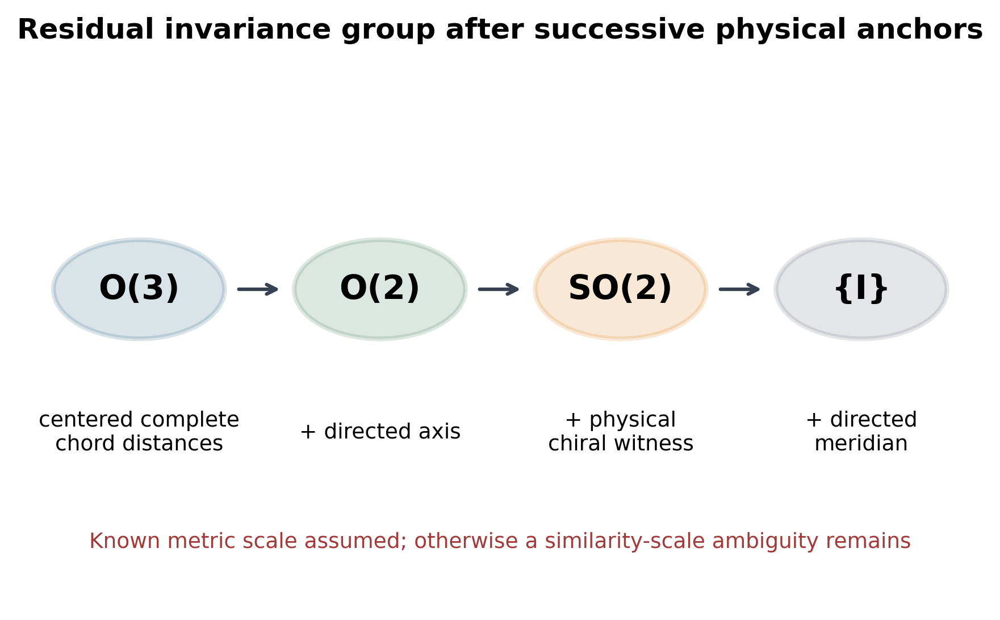 Residual invariance group after successive physical anchors
O(3)
O(2)
SO(2)
{I}
centered complete
chord distances
+ directed axis
+ physical
chiral witness
+ directed
meridian
Known metric scale assumed; otherwise a similarity-scale ambiguity remains